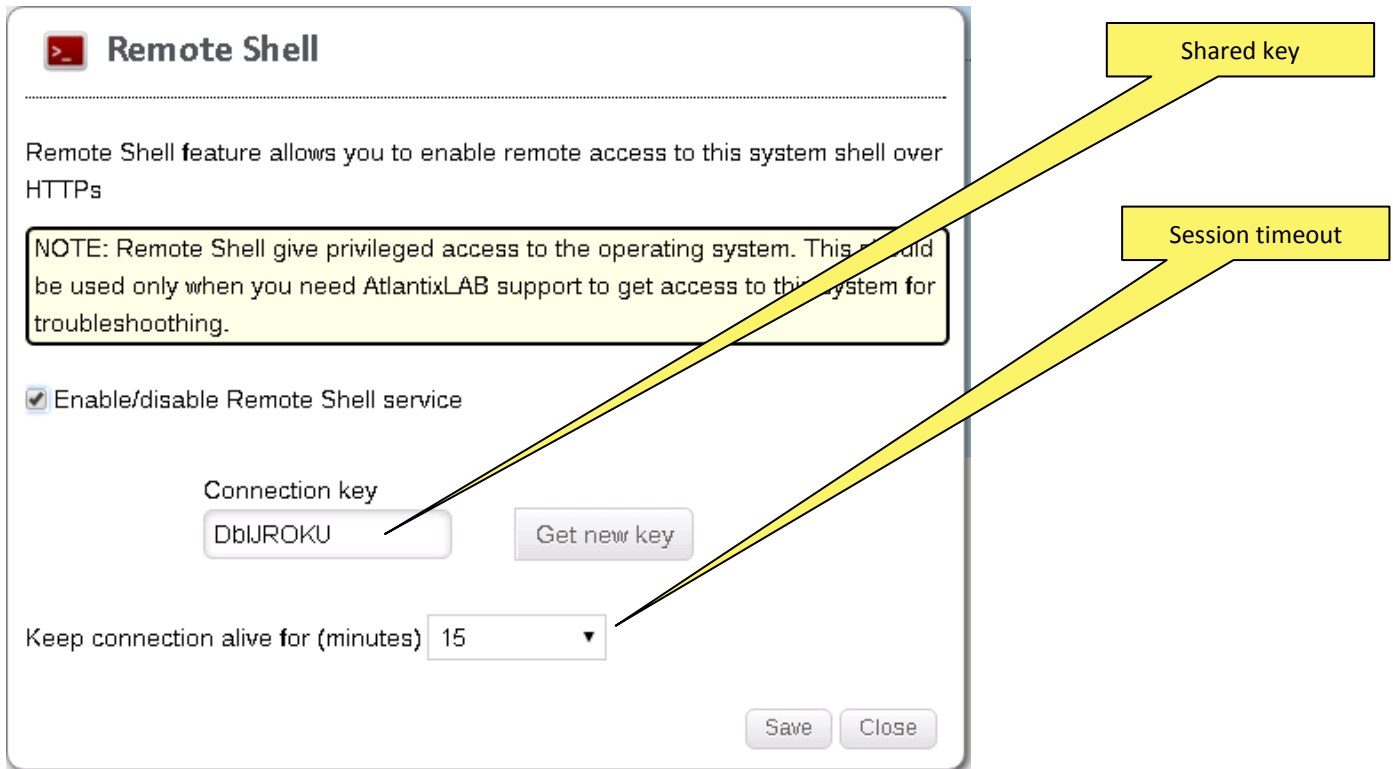 Remote Shell
Shared key
Remote Shell feature allows you to enable remote access to this system shell over
HTTPs
NOTE: Remote Shell give privileged access to the operating system. This should
be used only when you need AtlantixLAB support to get access to this system for
troubleshoothing.
Session timeout
Enable/disable Remote Shell service
Connection key
DblJROKU
Get new key
Keep connection alive for (minutes) 15
Save Close